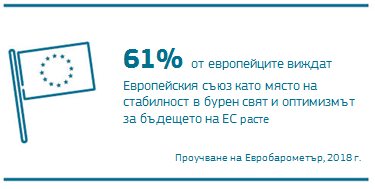 61% от европейците виждат
Европейския съюз като място на
стабилност в бурен свят и оптимизмът
за бъдещето на ЕС расте
Проучване на Евробарометър, 2018 г.